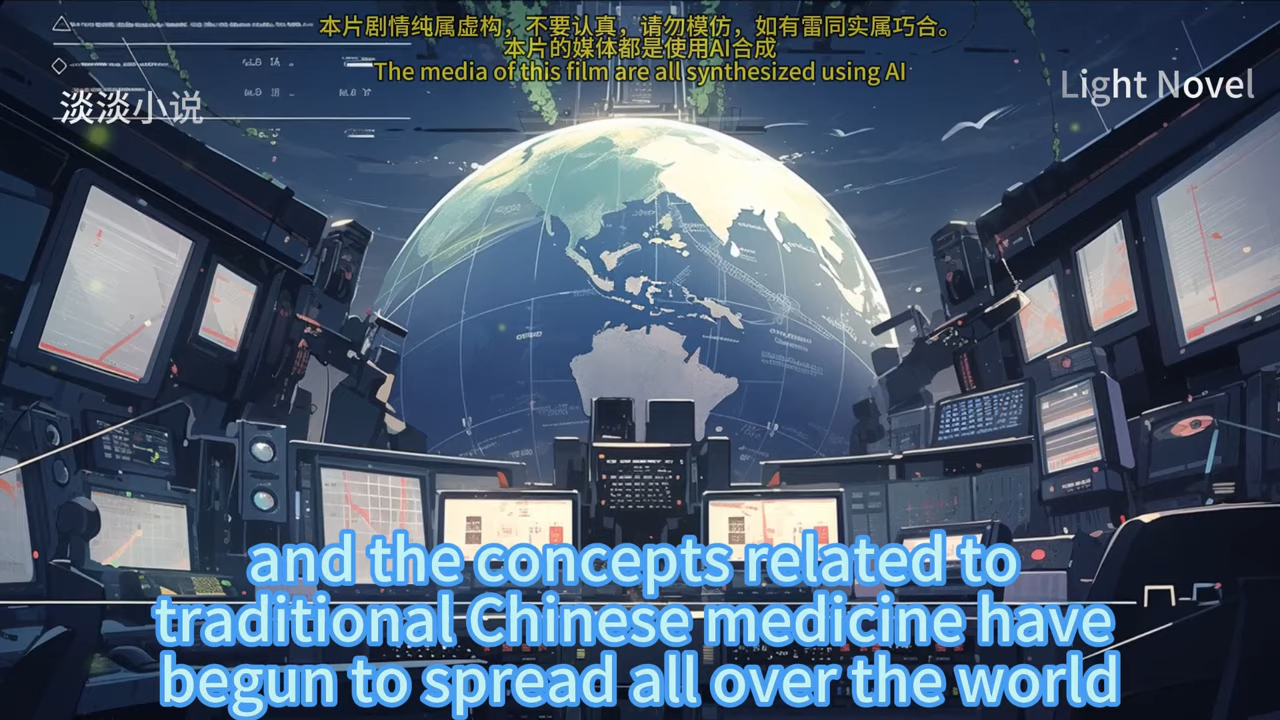 本片剧情纯属虚构，不要认真，请勿模仿，如有雷同实属巧合。
本片的媒体都是使用AI合成
The media of this film are all synthesized using AI
淡淡小说
Light Novel
and the concepts related to
traditional Chinese medicine have
begun to spread all over the world